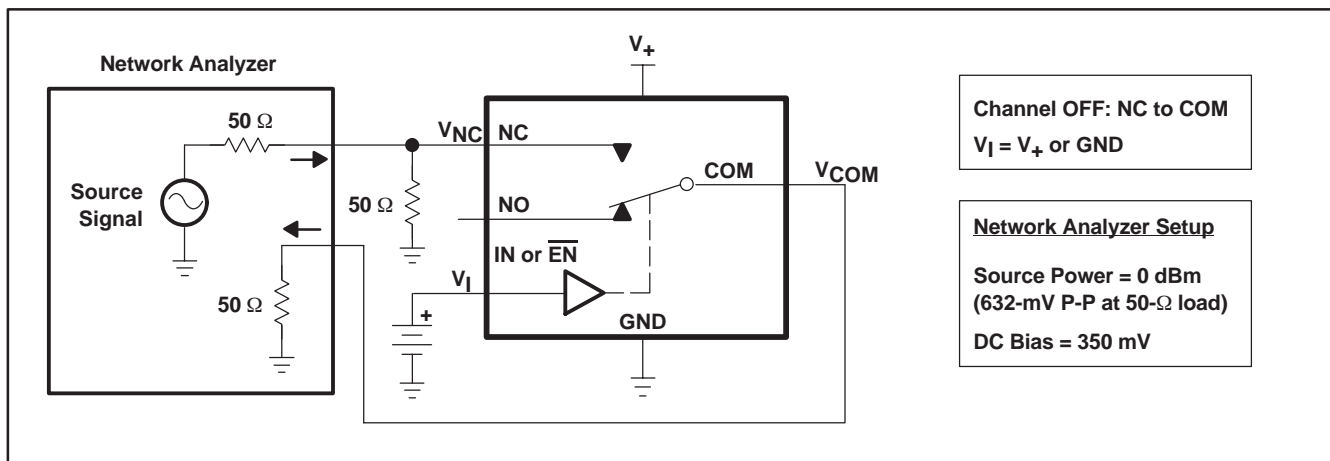 Network Analyzer
50 Ω
Source
Signal
50 Ω
50 Ω
V+
VNC
NC
NO
COM
VCOM
IN or E̅N̅
VI
+
GND
Channel OFF: NC to COM
VI = V+ or GND
Network Analyzer Setup
Source Power = 0 dBm
(632-mV P-P at 50-Ω load)
DC Bias = 350 mV